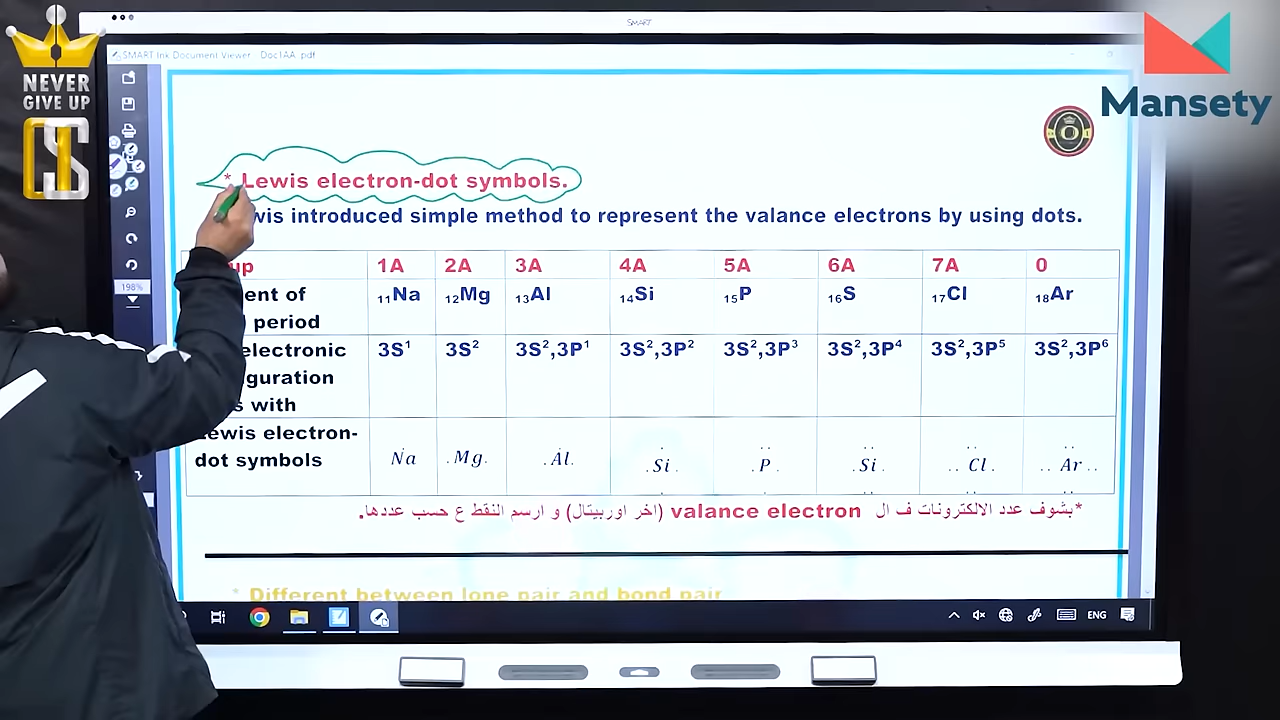 NEVER
GIVE UP
CS
SMART
Mansety
SMART Ink Document Viewer - Doc1AA .pdf
* Lewis electron-dot symbols.
wis introduced simple method to represent the valance electrons by using dots.
up 1A 2A 3A 4A 5A 6A 7A 0
ent of ₁₁Na ₁₂Mg ₁₃Al ₁₄Si ₁₅P ₁₆S ₁₇Cl ₁₈Ar
period
electronic 3S¹ 3S² 3S²,3P¹ 3S²,3P² 3S²,3P³ 3S²,3P⁴ 3S²,3P⁵ 3S²,3P⁶
guration
s with
Lewis electron-
dot symbols Na .Mg. .Al. .Si. .P. .Si. ..Cl. ..Ar..
*بشوف عدد الالكترونات ف ال valance electron (اخر اوربيتال) و ارسم النقط ع حسب عددها.
* Different between lone pair and bond pair
198%
ENG